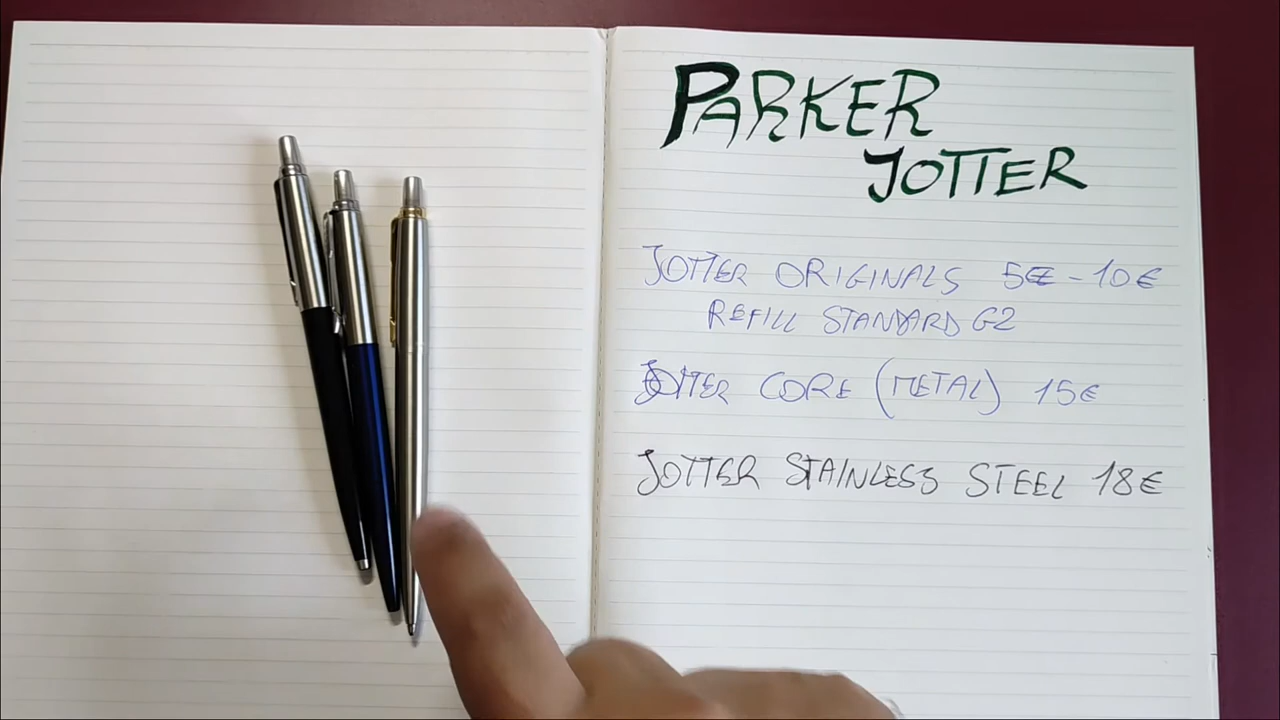 PARKER
JOTTER
JOTTER ORIGINALS 5€ - 10€
REFILL STANDARD G2
JOTTER CORE (METAL) 15€
JOTTER STAINLESS STEEL 18€